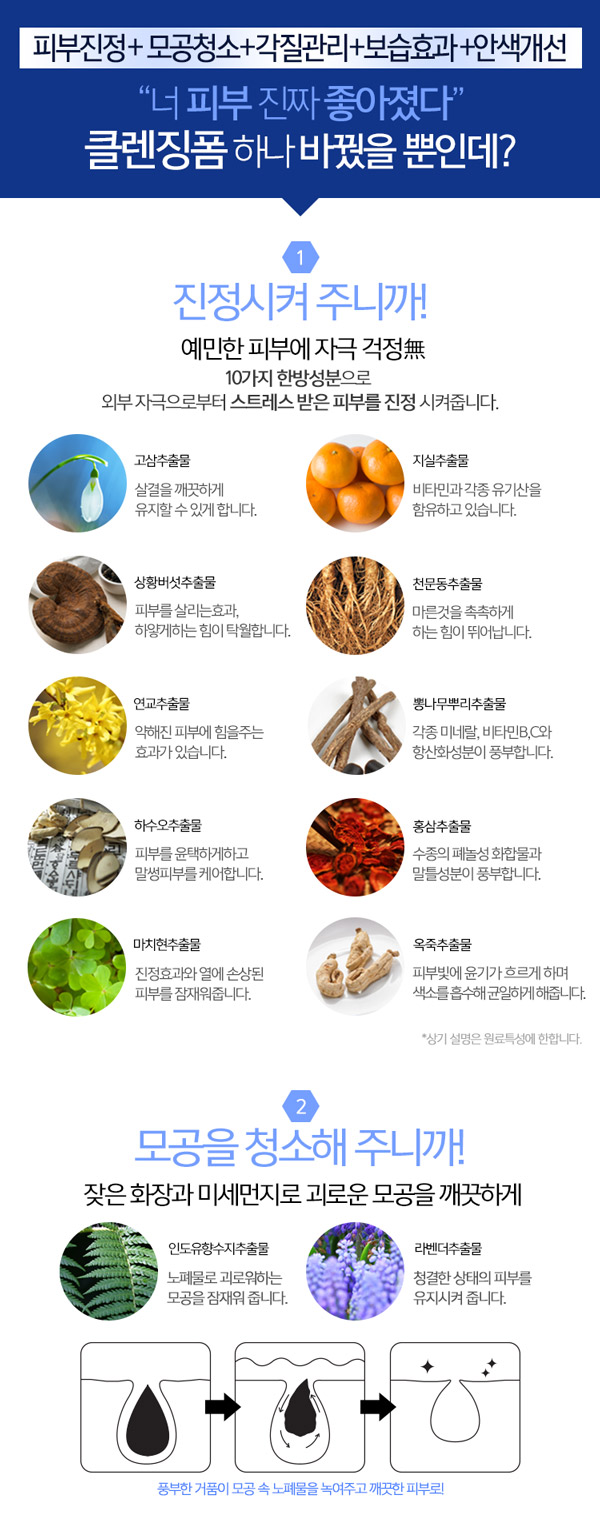 피부진정+ 모공청소+각질관리+보습효과+안색개선
“너 피부 진짜 좋아졌다”
클렌징폼 하나 바꿨을 뿐인데?
1
진정시켜 주니까!
예민한 피부에 자극 걱정無
10가지 한방성분으로
외부 자극으로부터 스트레스 받은 피부를 진정 시켜줍니다.
고삼추출물
살결을 깨끗하게
유지할 수 있게 합니다.
지실추출물
비타민과 각종 유기산을
함유하고 있습니다.
상황버섯추출물
피부를 살리는효과,
하얗게하는 힘이 탁월합니다.
천문동추출물
마른것을 촉촉하게
하는 힘이 뛰어납니다.
연교추출물
약해진 피부에 힘을주는
효과가 있습니다.
뽕나무뿌리추출물
각종 미네랄, 비타민B,C와
항산화성분이 풍부합니다.
하수오추출물
피부를 윤택하게하고
말썽피부를 케어합니다.
홍삼추출물
수종의 페놀성 화합물과
말틀성분이 풍부합니다.
마치현추출물
진정효과와 열에 손상된
피부를 잠재워줍니다.
옥죽추출물
피부빛에 윤기가 흐르게 하며
색소를 흡수해 균일하게 해줍니다.
*상기 설명은 원료특성에 한합니다.
2
모공을 청소해 주니까!
잦은 화장과 미세먼지로 괴로운 모공을 깨끗하게
인도유향수지추출물
노폐물로 괴로워하는
모공을 잠재워 줍니다.
라벤더추출물
청결한 상태의 피부를
유지시켜 줍니다.
풍부한 거품이 모공 속 노폐물을 녹여주고 깨끗한 피부로!